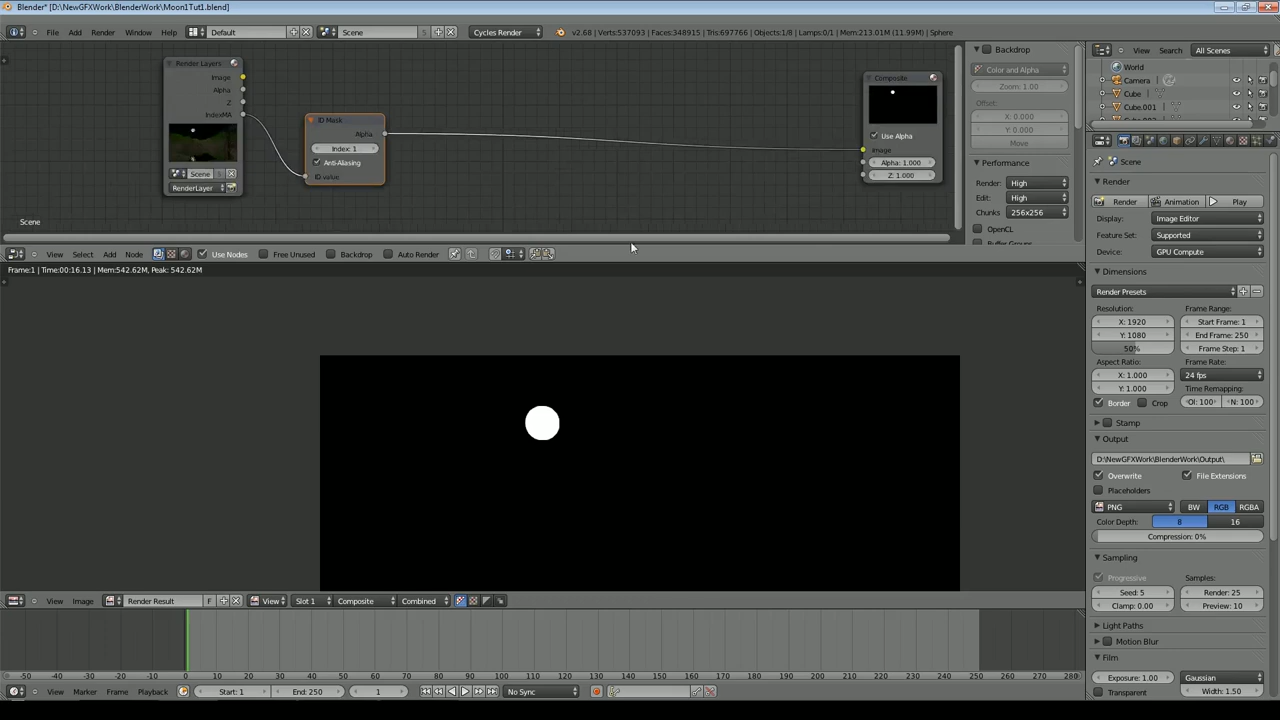 Blender* [D:\NewGFXWork\BlenderWork\Moon1Tut1.blend]
File Add Render Window Help Default Scene 5 Cycles Render v2.68 | Verts:537093 | Faces:348915 | Tris:697766 | Objects:1/8 | Lamps:0/1 | Mem:213.01M (11.99M) | Sphere
View Search All Scenes
World
Camera
Cube
Cube.001
Render Layers
Image
Alpha
Z
IndexMA
Scene 5
RenderLayer
ID Mask
Alpha
Index: 1
Anti-Aliasing
ID value
Composite
Use Alpha
Image
Alpha: 1.000
Z: 1.000
Backdrop
Color and Alpha
Zoom: 1.00
Offset:
X: 0.000
Y: 0.000
Move
Performance
Render: High
Edit: High
Chunks 256x256
OpenCL
Buffer Groups
Scene
View Select Add Node Use Nodes Free Unused Backdrop Auto Render
Frame:1 | Time:00:16.13 | Mem:542.62M, Peak: 542.62M
Scene
Render
Render Animation Play
Display: Image Editor
Feature Set: Supported
Device: GPU Compute
Dimensions
Render Presets
Resolution: Frame Range:
X: 1920 Start Frame: 1
Y: 1080 End Frame: 250
50% Frame Step: 1
Aspect Ratio: Frame Rate:
X: 1.000 24 fps
Y: 1.000 Time Remapping:
Border Crop Ol: 100 N: 100
Stamp
Output
D:\NewGFXWork\BlenderWork\Output\
Overwrite File Extensions
Placeholders
PNG BW RGB RGBA
Color Depth: 8 16
Compression: 0%
Sampling
Progressive Samples:
Seed: 5 Render: 25
Clamp: 0.00 Preview: 10
Light Paths
Motion Blur
Film
Exposure: 1.00 Gaussian
Transparent Width: 1.50
View Image Render Result F View Slot 1 Composite Combined
-50 -40 -30 -20 -10 0 10 20 30 40 50 60 70 80 90 100 110 120 130 140 150 160 170 180 190 200 210 220 230 240 250 260 270 280
View Marker Frame Playback Start: 1 End: 250 1 No Sync